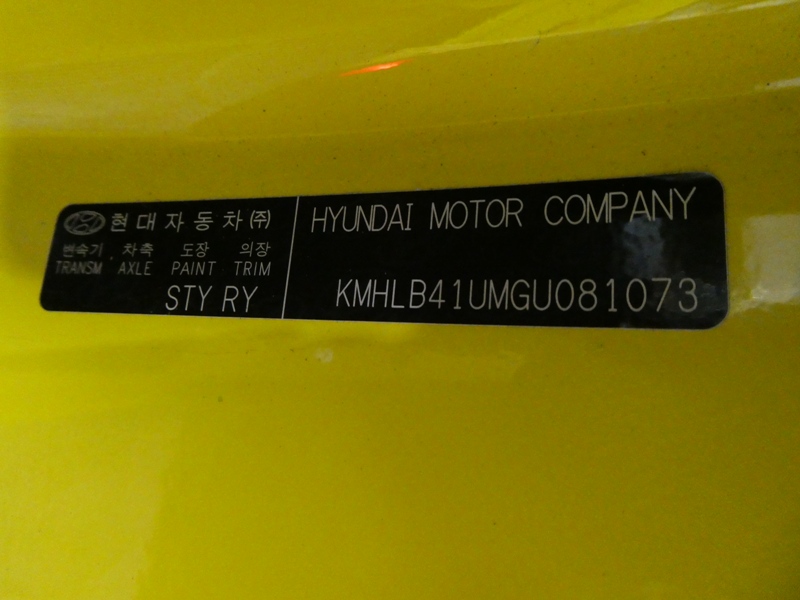 현대자동차(주)
변속기 차축 도장 의장
TRANSM AXLE PAINT TRIM
STY RY
HYUNDAI MOTOR COMPANY
KMHLB41UMGU081073